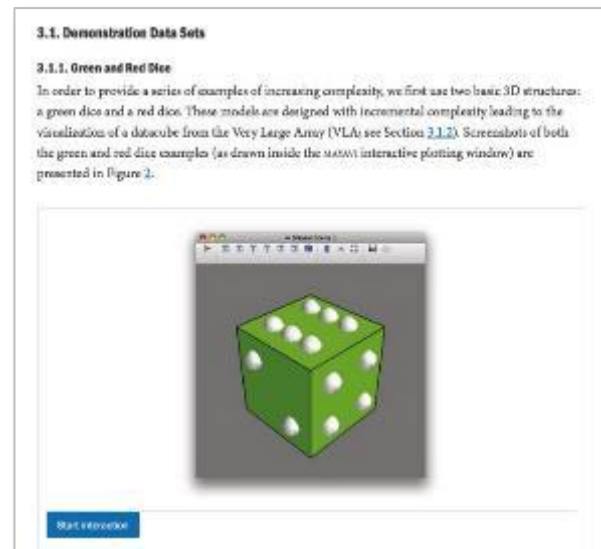 3.1. Demonstration Data Sets
3.1.1. Green and Red Dice
In order to provide a series of examples of increasing complexity, we first use two basic 3D structures:
a green dice and a red dice. These models are designed with incremental complexity leading to the
visualization of a datacube from the Very Large Array (VLA; see Section 3.1.2). Screenshots of both
the green and red dice examples (as drawn inside the MAYAVI interactive plotting window) are
presented in Figure 2.
Start interaction